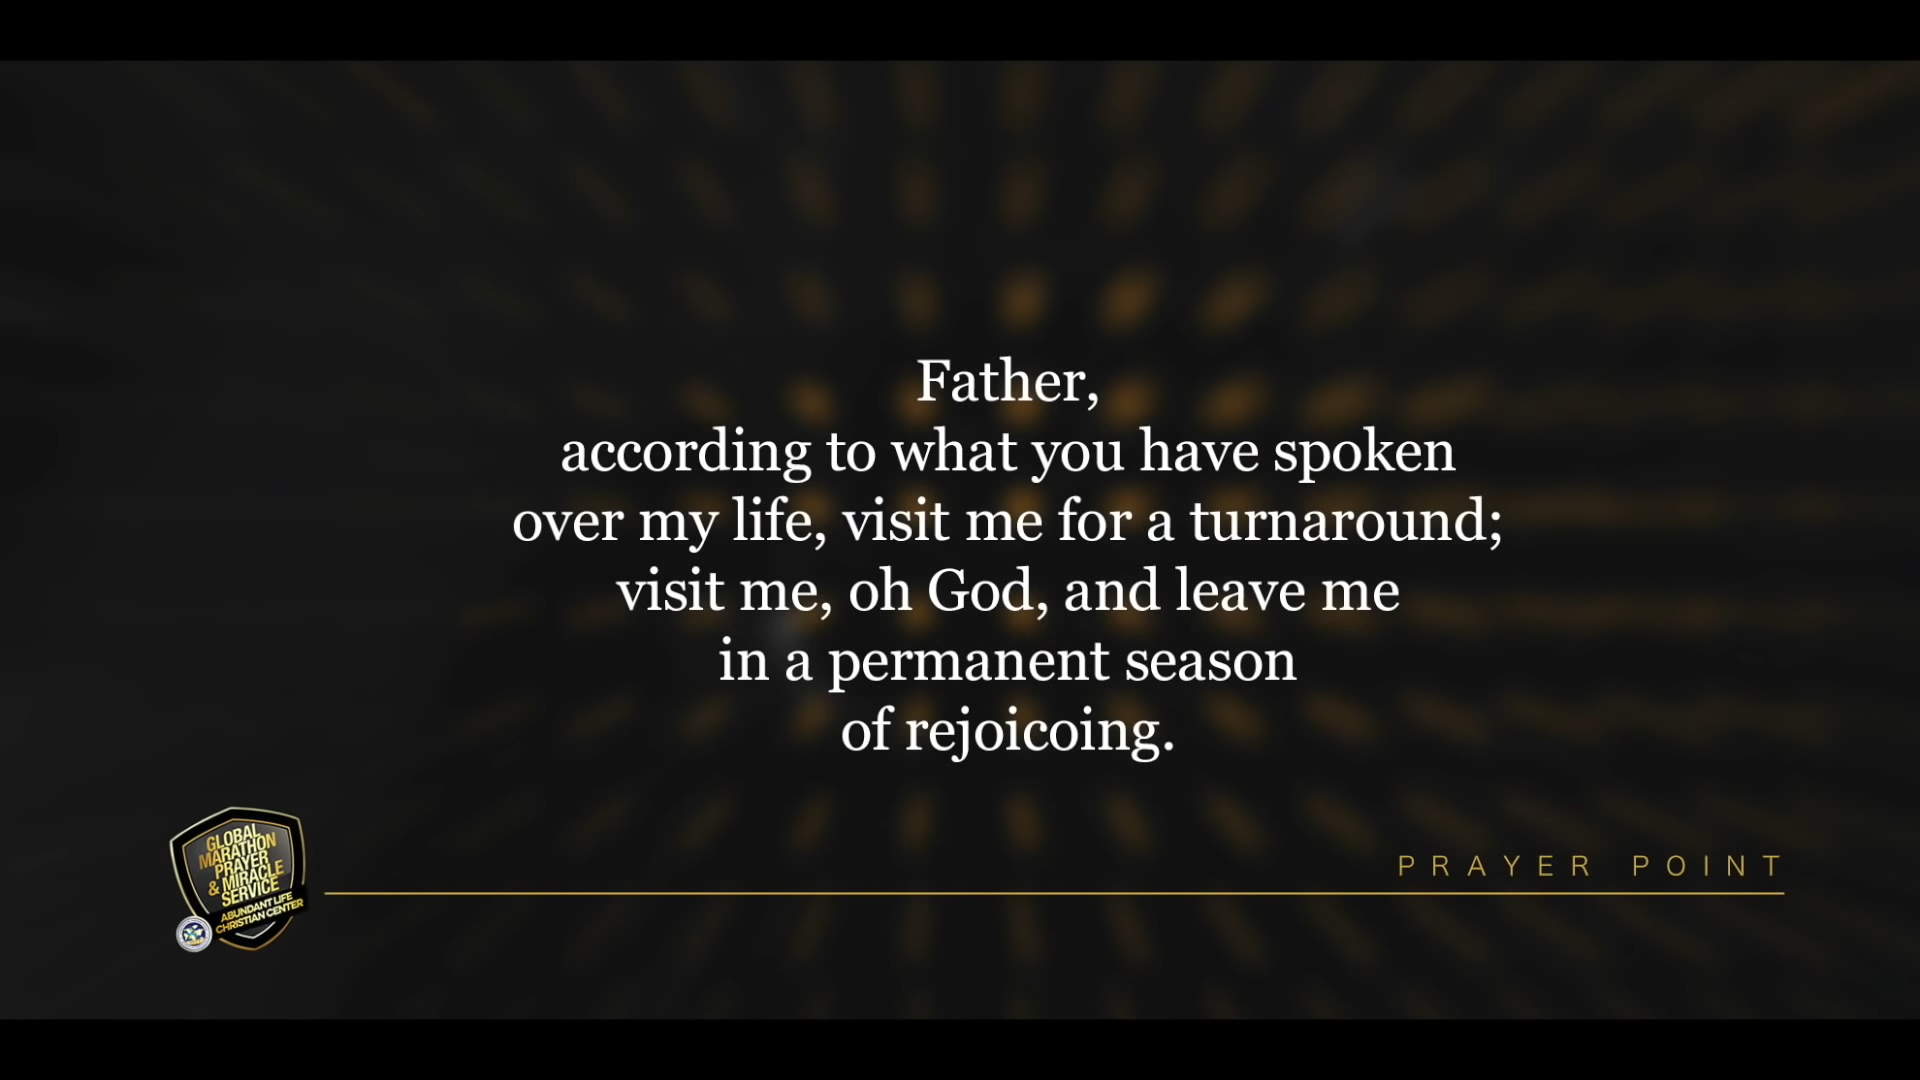 Father,
according to what you have spoken
over my life, visit me for a turnaround;
visit me, oh God, and leave me
in a permanent season
of rejoicoing.
PRAYER POINT
GLOBAL
MARATHON
PRAYER
& MIRACLE
SERVICE
ABUNDANT LIFE
CHRISTIAN CENTER